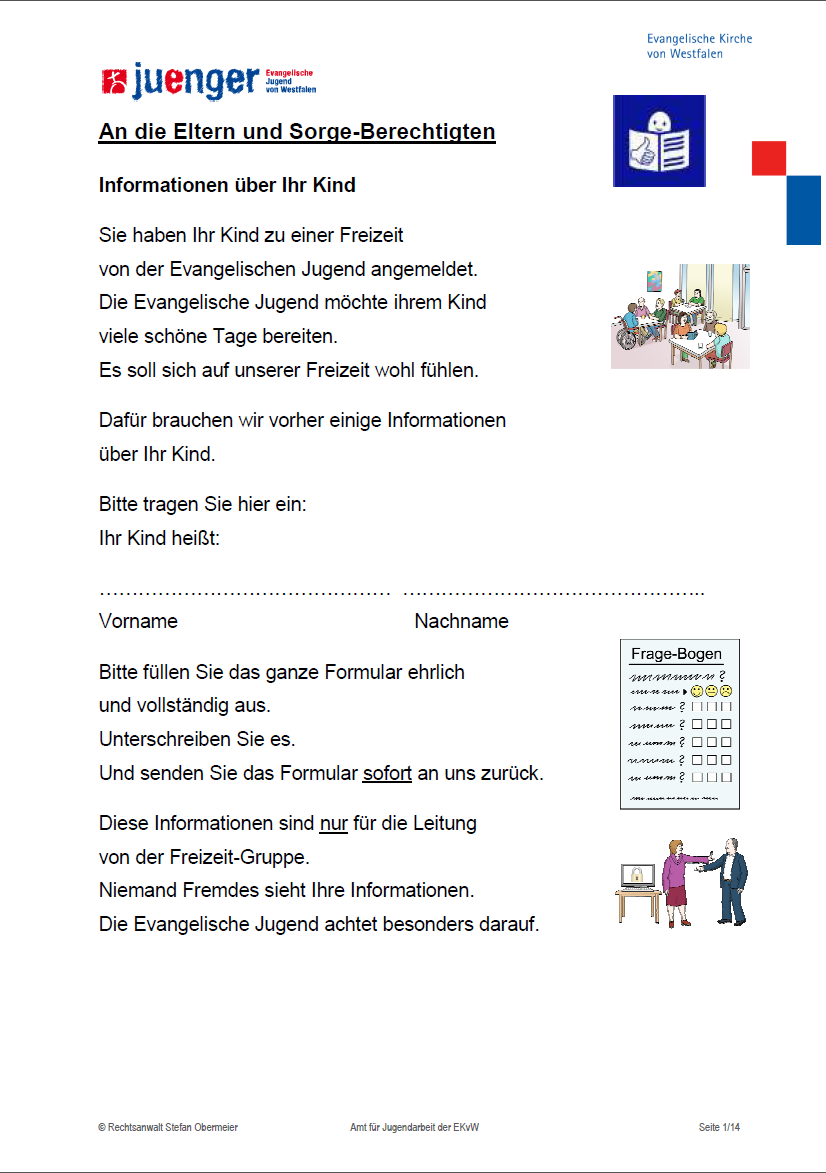 Evangelische Kirche
von Westfalen
juenger
Evangelische
Jugend
von Westfalen
An die Eltern und Sorge-Berechtigten
Informationen über Ihr Kind
Sie haben Ihr Kind zu einer Freizeit
von der Evangelischen Jugend angemeldet.
Die Evangelische Jugend möchte ihrem Kind
viele schöne Tage bereiten.
Es soll sich auf unserer Freizeit wohl fühlen.
Dafür brauchen wir vorher einige Informationen
über Ihr Kind.
Bitte tragen Sie hier ein:
Ihr Kind heißt:
……………………………………… ………………………………………..
Vorname Nachname
Bitte füllen Sie das ganze Formular ehrlich
und vollständig aus.
Unterschreiben Sie es.
Und senden Sie das Formular sofort an uns zurück.
Frage-Bogen
Diese Informationen sind nur für die Leitung
von der Freizeit-Gruppe.
Niemand Fremdes sieht Ihre Informationen.
Die Evangelische Jugend achtet besonders darauf.
© Rechtsanwalt Stefan Obermeier Amt für Jugendarbeit der EKvW Seite 1/14